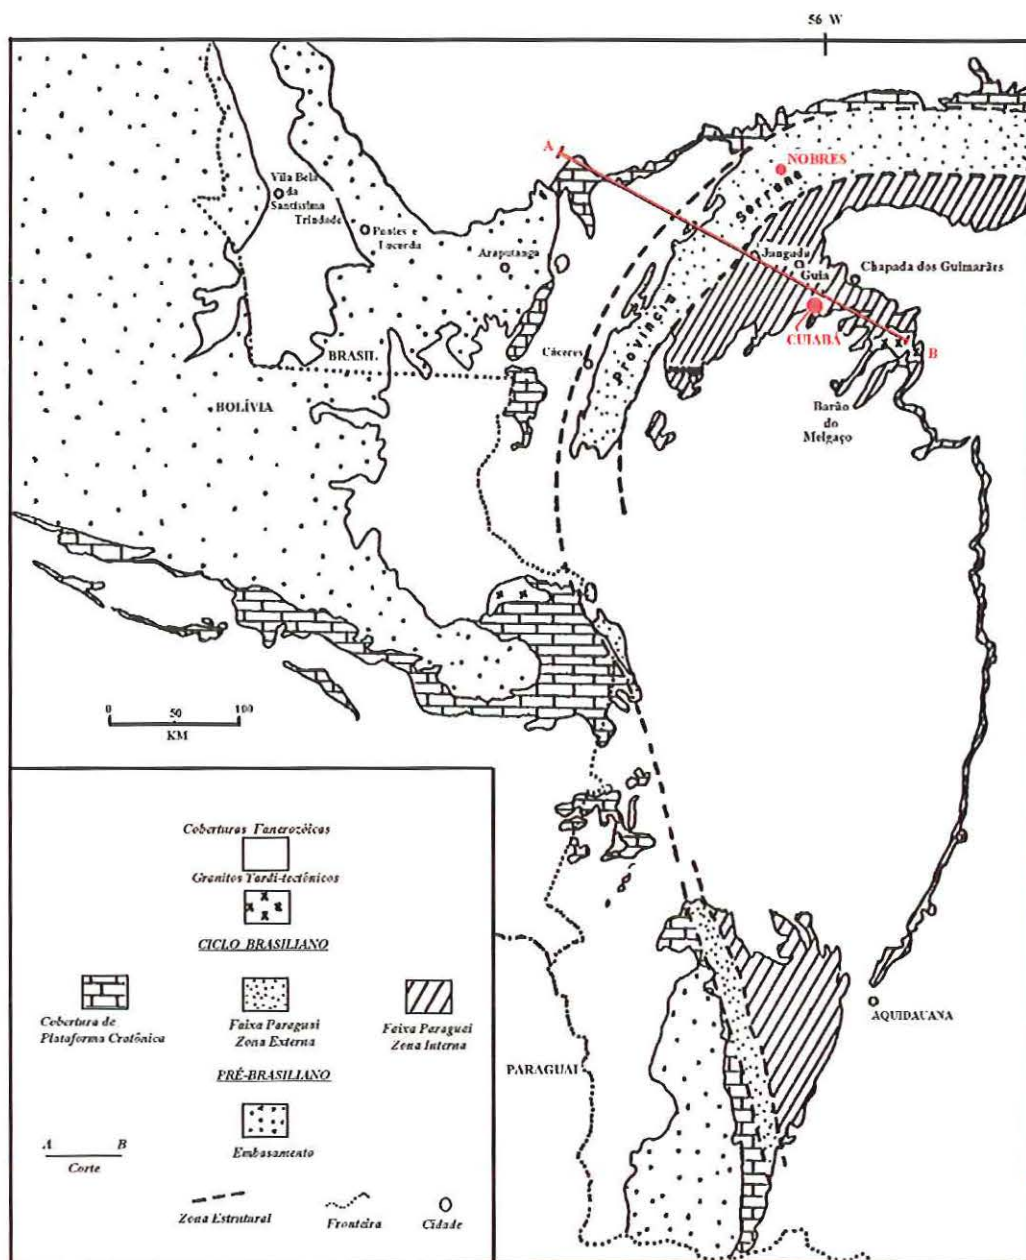 56 W
A
NOBRES
Serrana
Vila Bela
da
Santíssima
Trindade
Pontes e
Lacerda
Araputanga
Jangada
Guia
Chapada dos Guimarães
Província
CUIABÁ
B
BRASIL
Cáceres
BOLÍVIA
Barão
do
Melgaço
0 50 100
KM
Coberturas Fanerozóicas
Granitos Tardi-tectônicos
CICLO BRASILIANO
Cobertura de
Plataforma Cratônica
Faixa Paraguai
Zona Externa
Faixa Paraguai
Zona Interna
PRÉ-BRASILIANO
Embasamento
A B
Corte
Zona Estrutural
Fronteira
Cidade
PARAGUAI
AQUIDAUANA